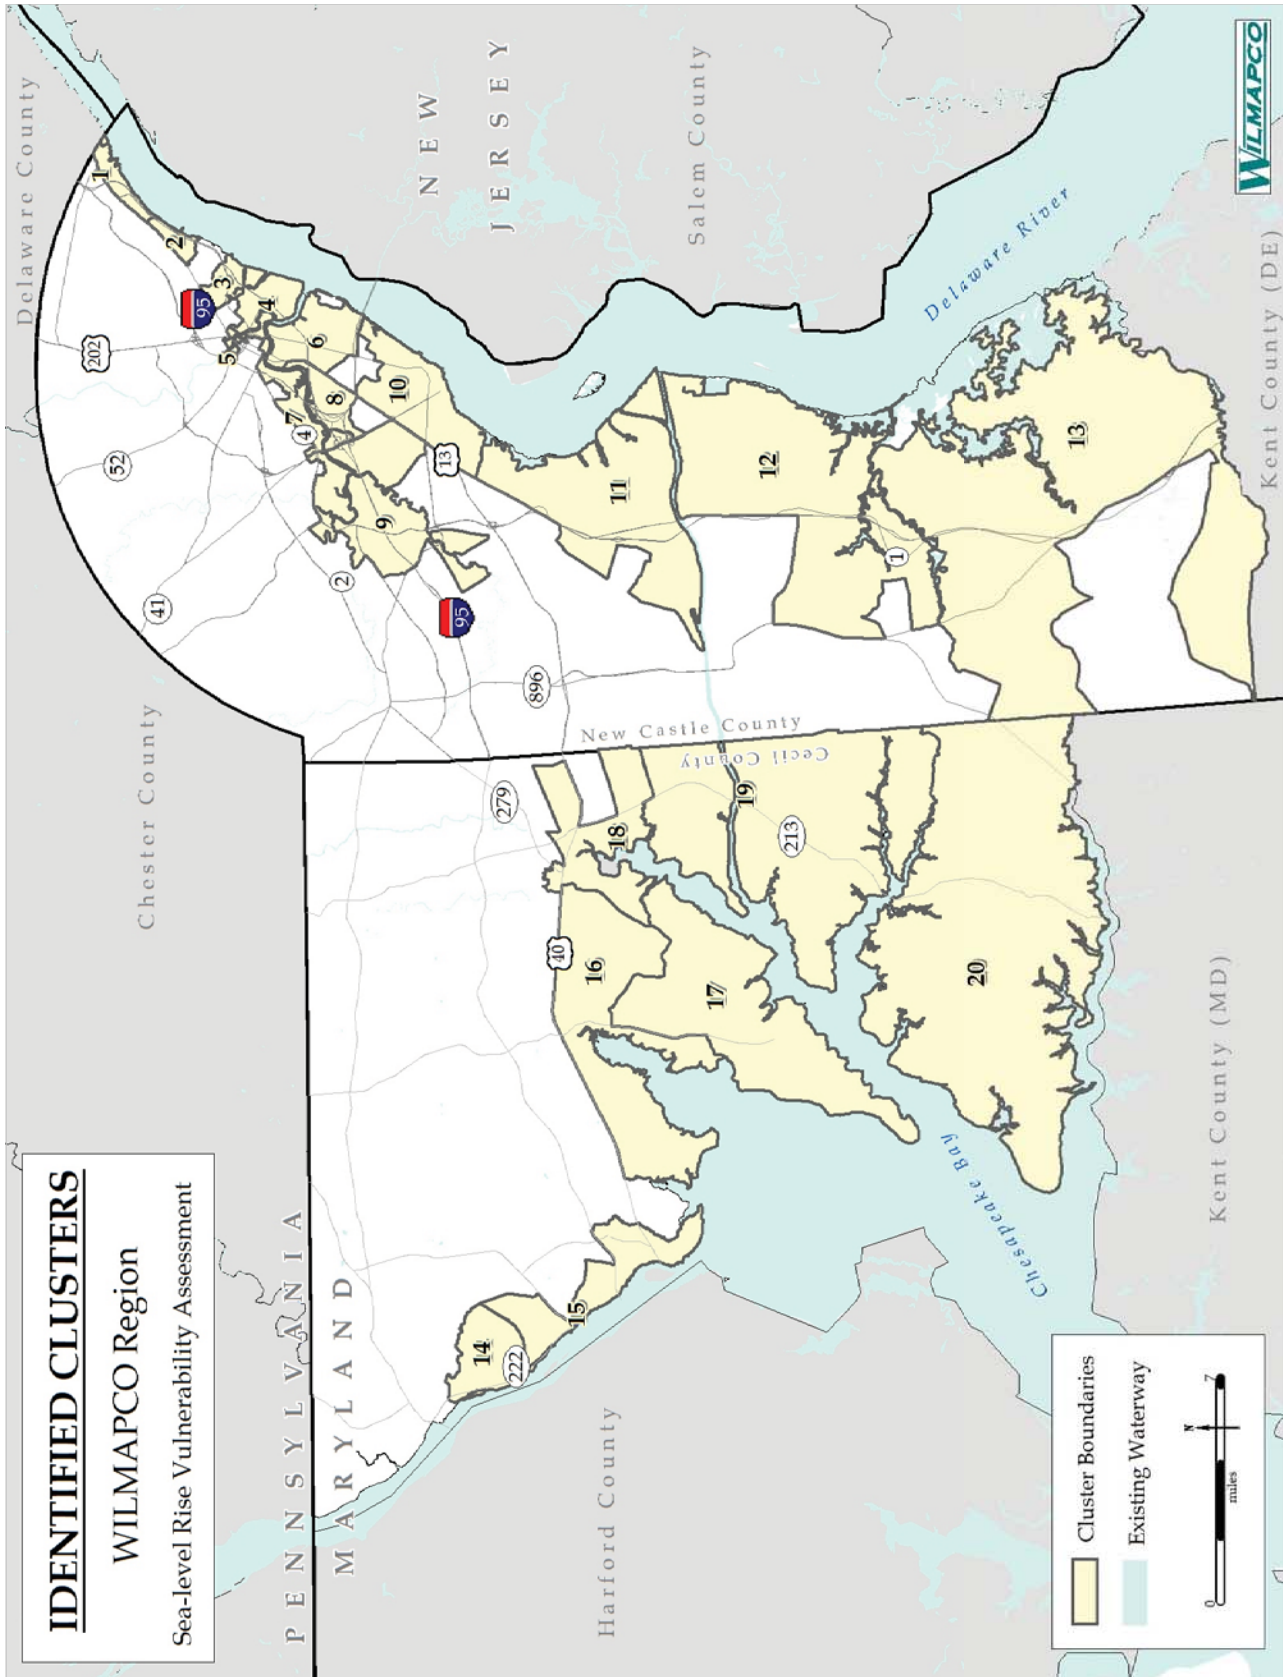 IDENTIFIED CLUSTERS
WILMAPCO Region
Sea-level Rise Vulnerability Assessment
PENNSYLVANIA
MARYLAND
Chester County
Delaware County
NEW
JERSEY
Salem County
Harford County
Kent County (MD)
Kent County (DE)
New Castle County
Cecil County
Delaware River
Chesapeake Bay
202
52
41
2
4
95
95
13
896
279
40
213
222
1
1
2
3
4
5
6
7
8
9
10
11
12
13
14
15
16
17
18
19
20
Cluster Boundaries
Existing Waterway
N
0
7
miles
WILMAPCO